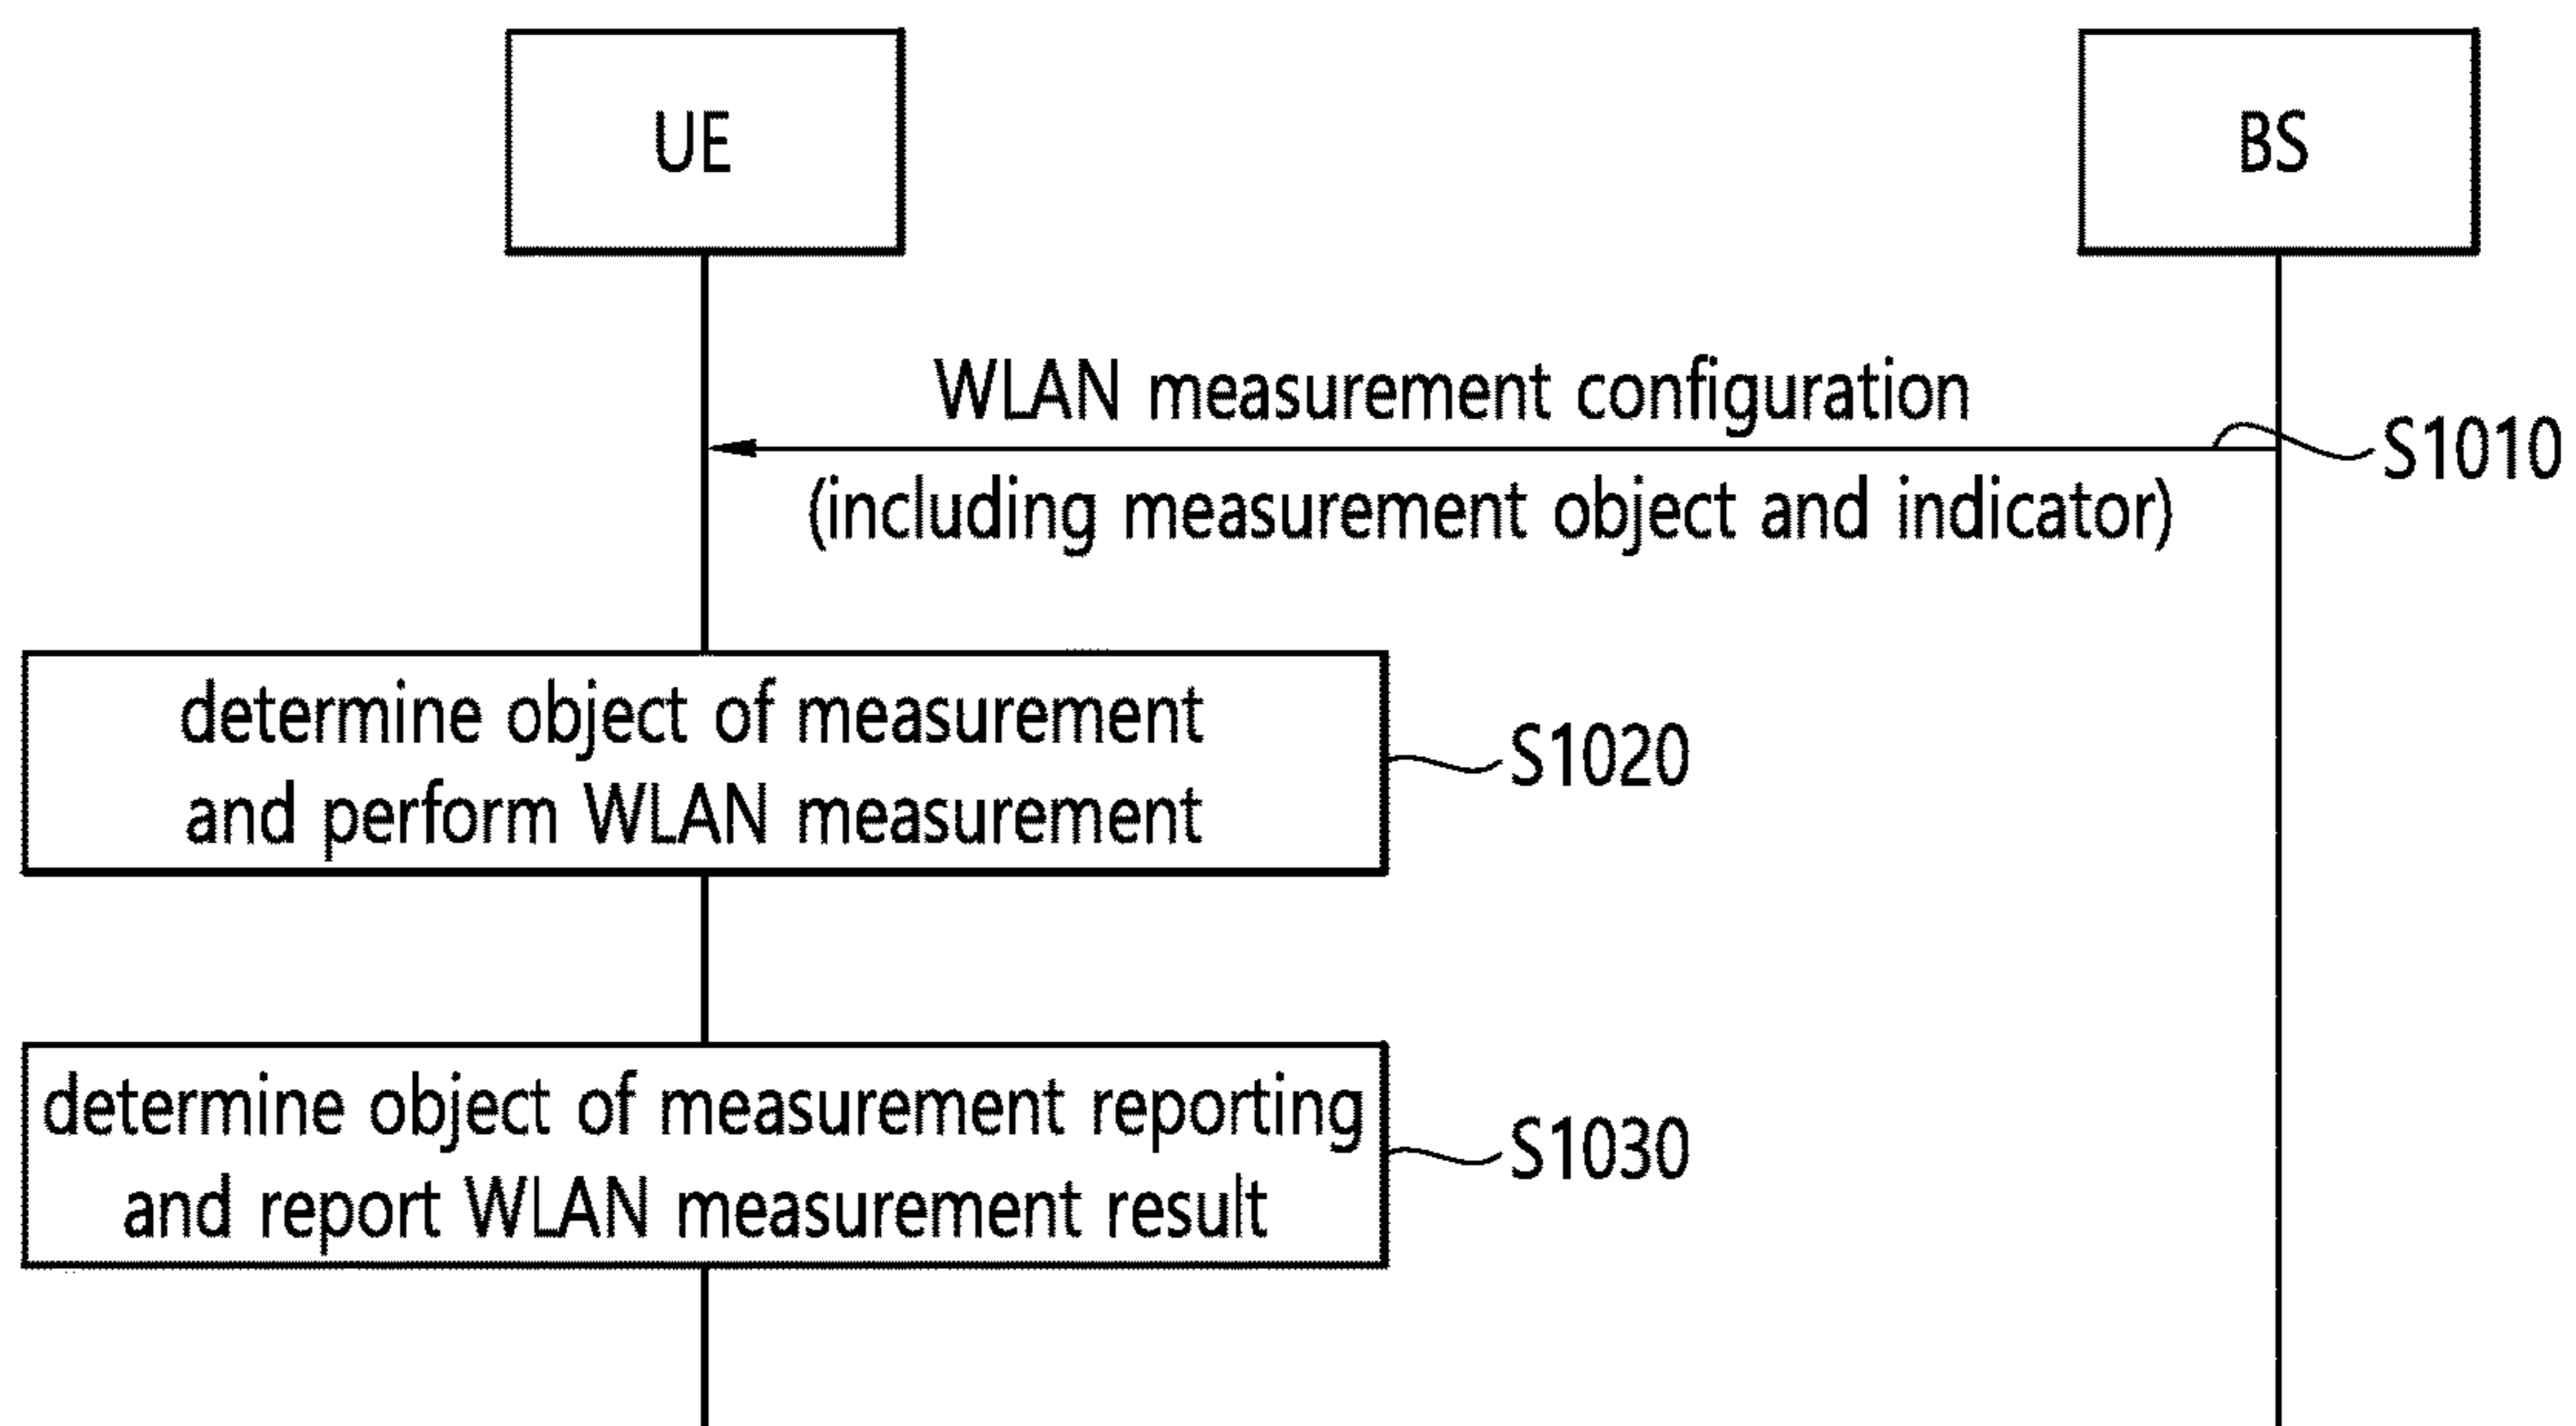 UE
BS
WLAN measurement configuration
(including measurement object and indicator)
S1010
determine object of measurement
and perform WLAN measurement
S1020
determine object of measurement reporting
and report WLAN measurement result
S1030